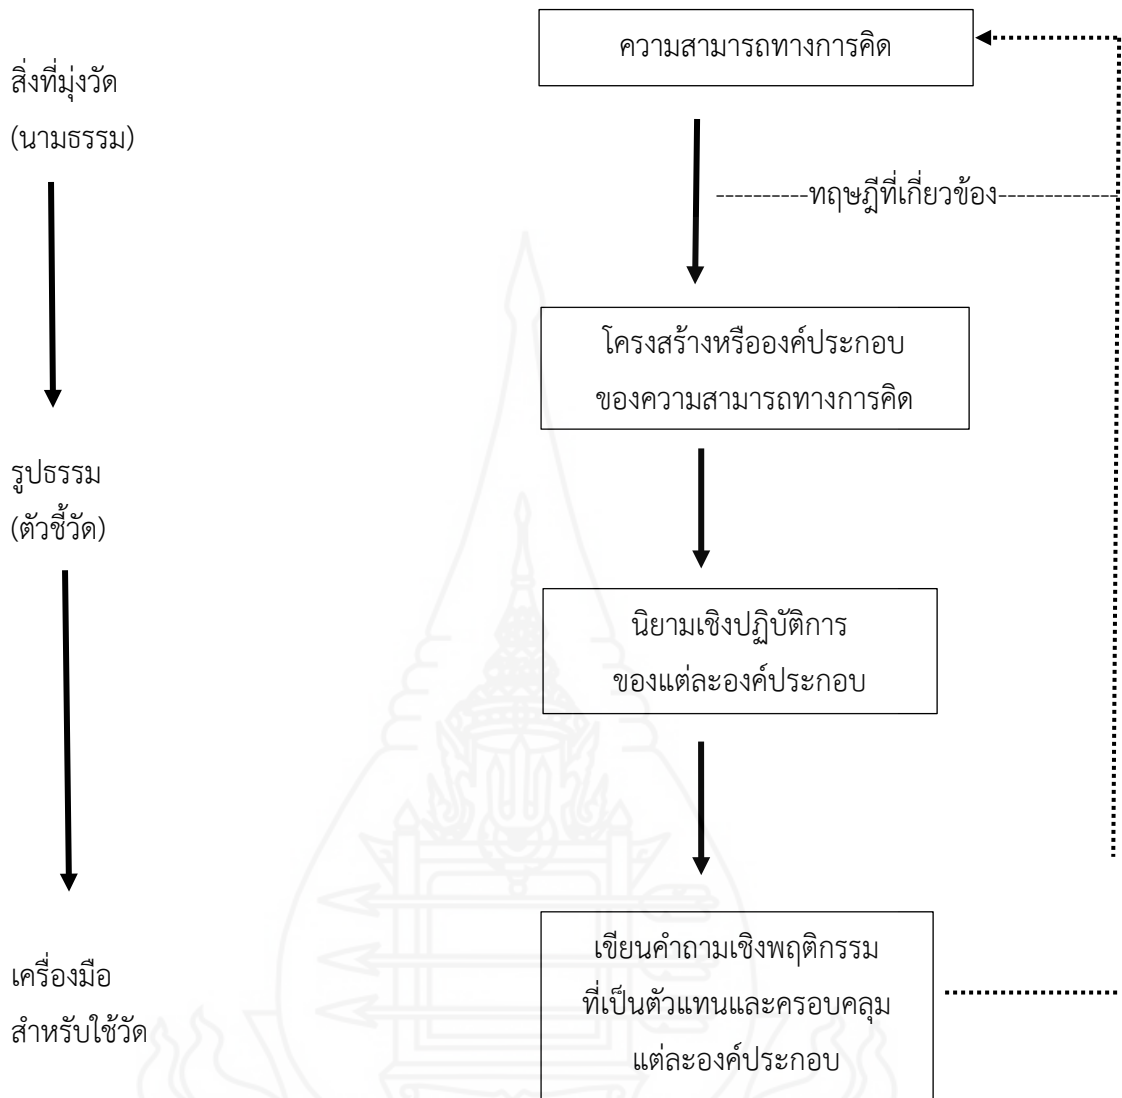 ความสามารถทางการคิด
สิ่งที่มุ่งวัด
(นามธรรม)
----------ทฤษฎีที่เกี่ยวข้อง-------------
โครงสร้างหรือองค์ประกอบ
ของความสามารถทางการคิด
รูปธรรม
(ตัวชี้วัด)
นิยามเชิงปฏิบัติการ
ของแต่ละองค์ประกอบ
เขียนคำถามเชิงพฤติกรรม
ที่เป็นตัวแทนและครอบคลุม
แต่ละองค์ประกอบ
เครื่องมือ
สำหรับใช้วัด